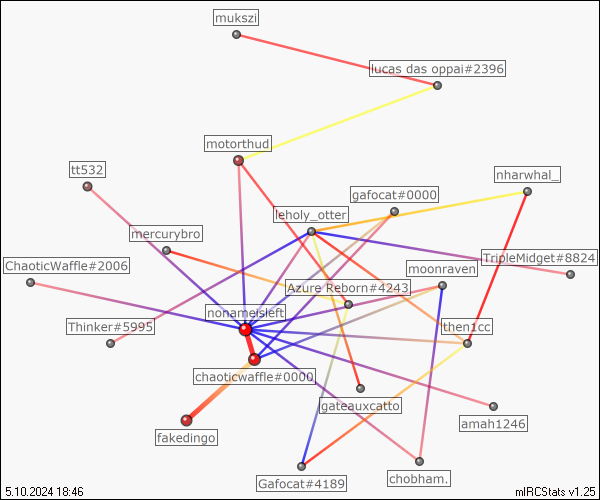 mukszi
lucas das oppai#2396
motorthud
tt532
nharwhal_
gafocat#0000
leholy_otter
mercurybro
TripleMidget#8824
ChaoticWaffle#2006
moonraven
Azure Reborn#4243
nonameisleft
Thinker#5995
then1cc
chaoticwaffle#0000
gateauxcatto
amah1246
fakedingo
chobham.
Gafocat#4189
5.10.2024 18:46
mIRCStats v1.25